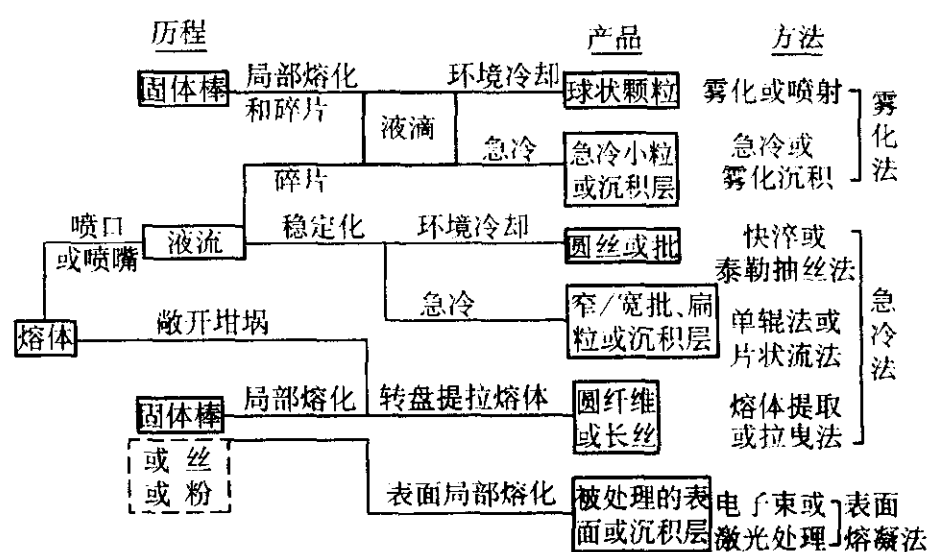 历程 产品 方法
固体棒 局部熔化 环境冷却 球状颗粒 雾化或喷射
和碎片
液滴
急冷 急冷小粒 急冷或
碎片 或沉积层 雾化沉积
雾化法
喷口
或喷嘴 液流 稳定化 环境冷却 圆丝或批 快淬或
泰勒抽丝法
急冷 窄/宽批、扁 单辊法或
熔体 敞开坩埚 粒或沉积层 片状流法
急冷法
固体棒 局部熔化 转盘提拉熔体 圆纤维 熔体提取
或长丝 或拉曳法
或丝
或粉
表面局部熔化 被处理的表 电子束或 表面
面或沉积层 激光处理 熔凝法